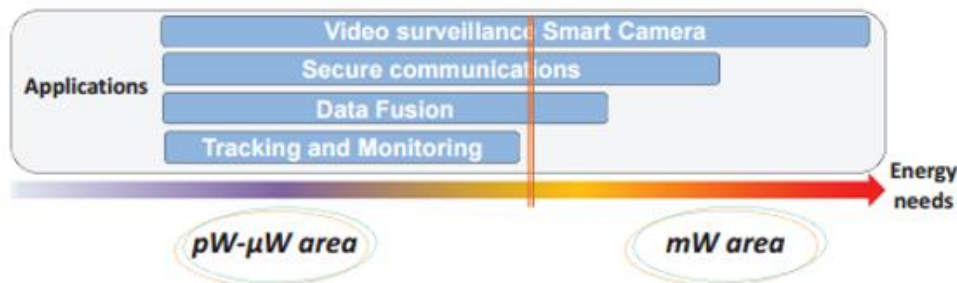 Video surveillance Smart Camera
Applications
Secure communications
Data Fusion
Tracking and Monitoring
Energy
needs
pW-μW area
mW area